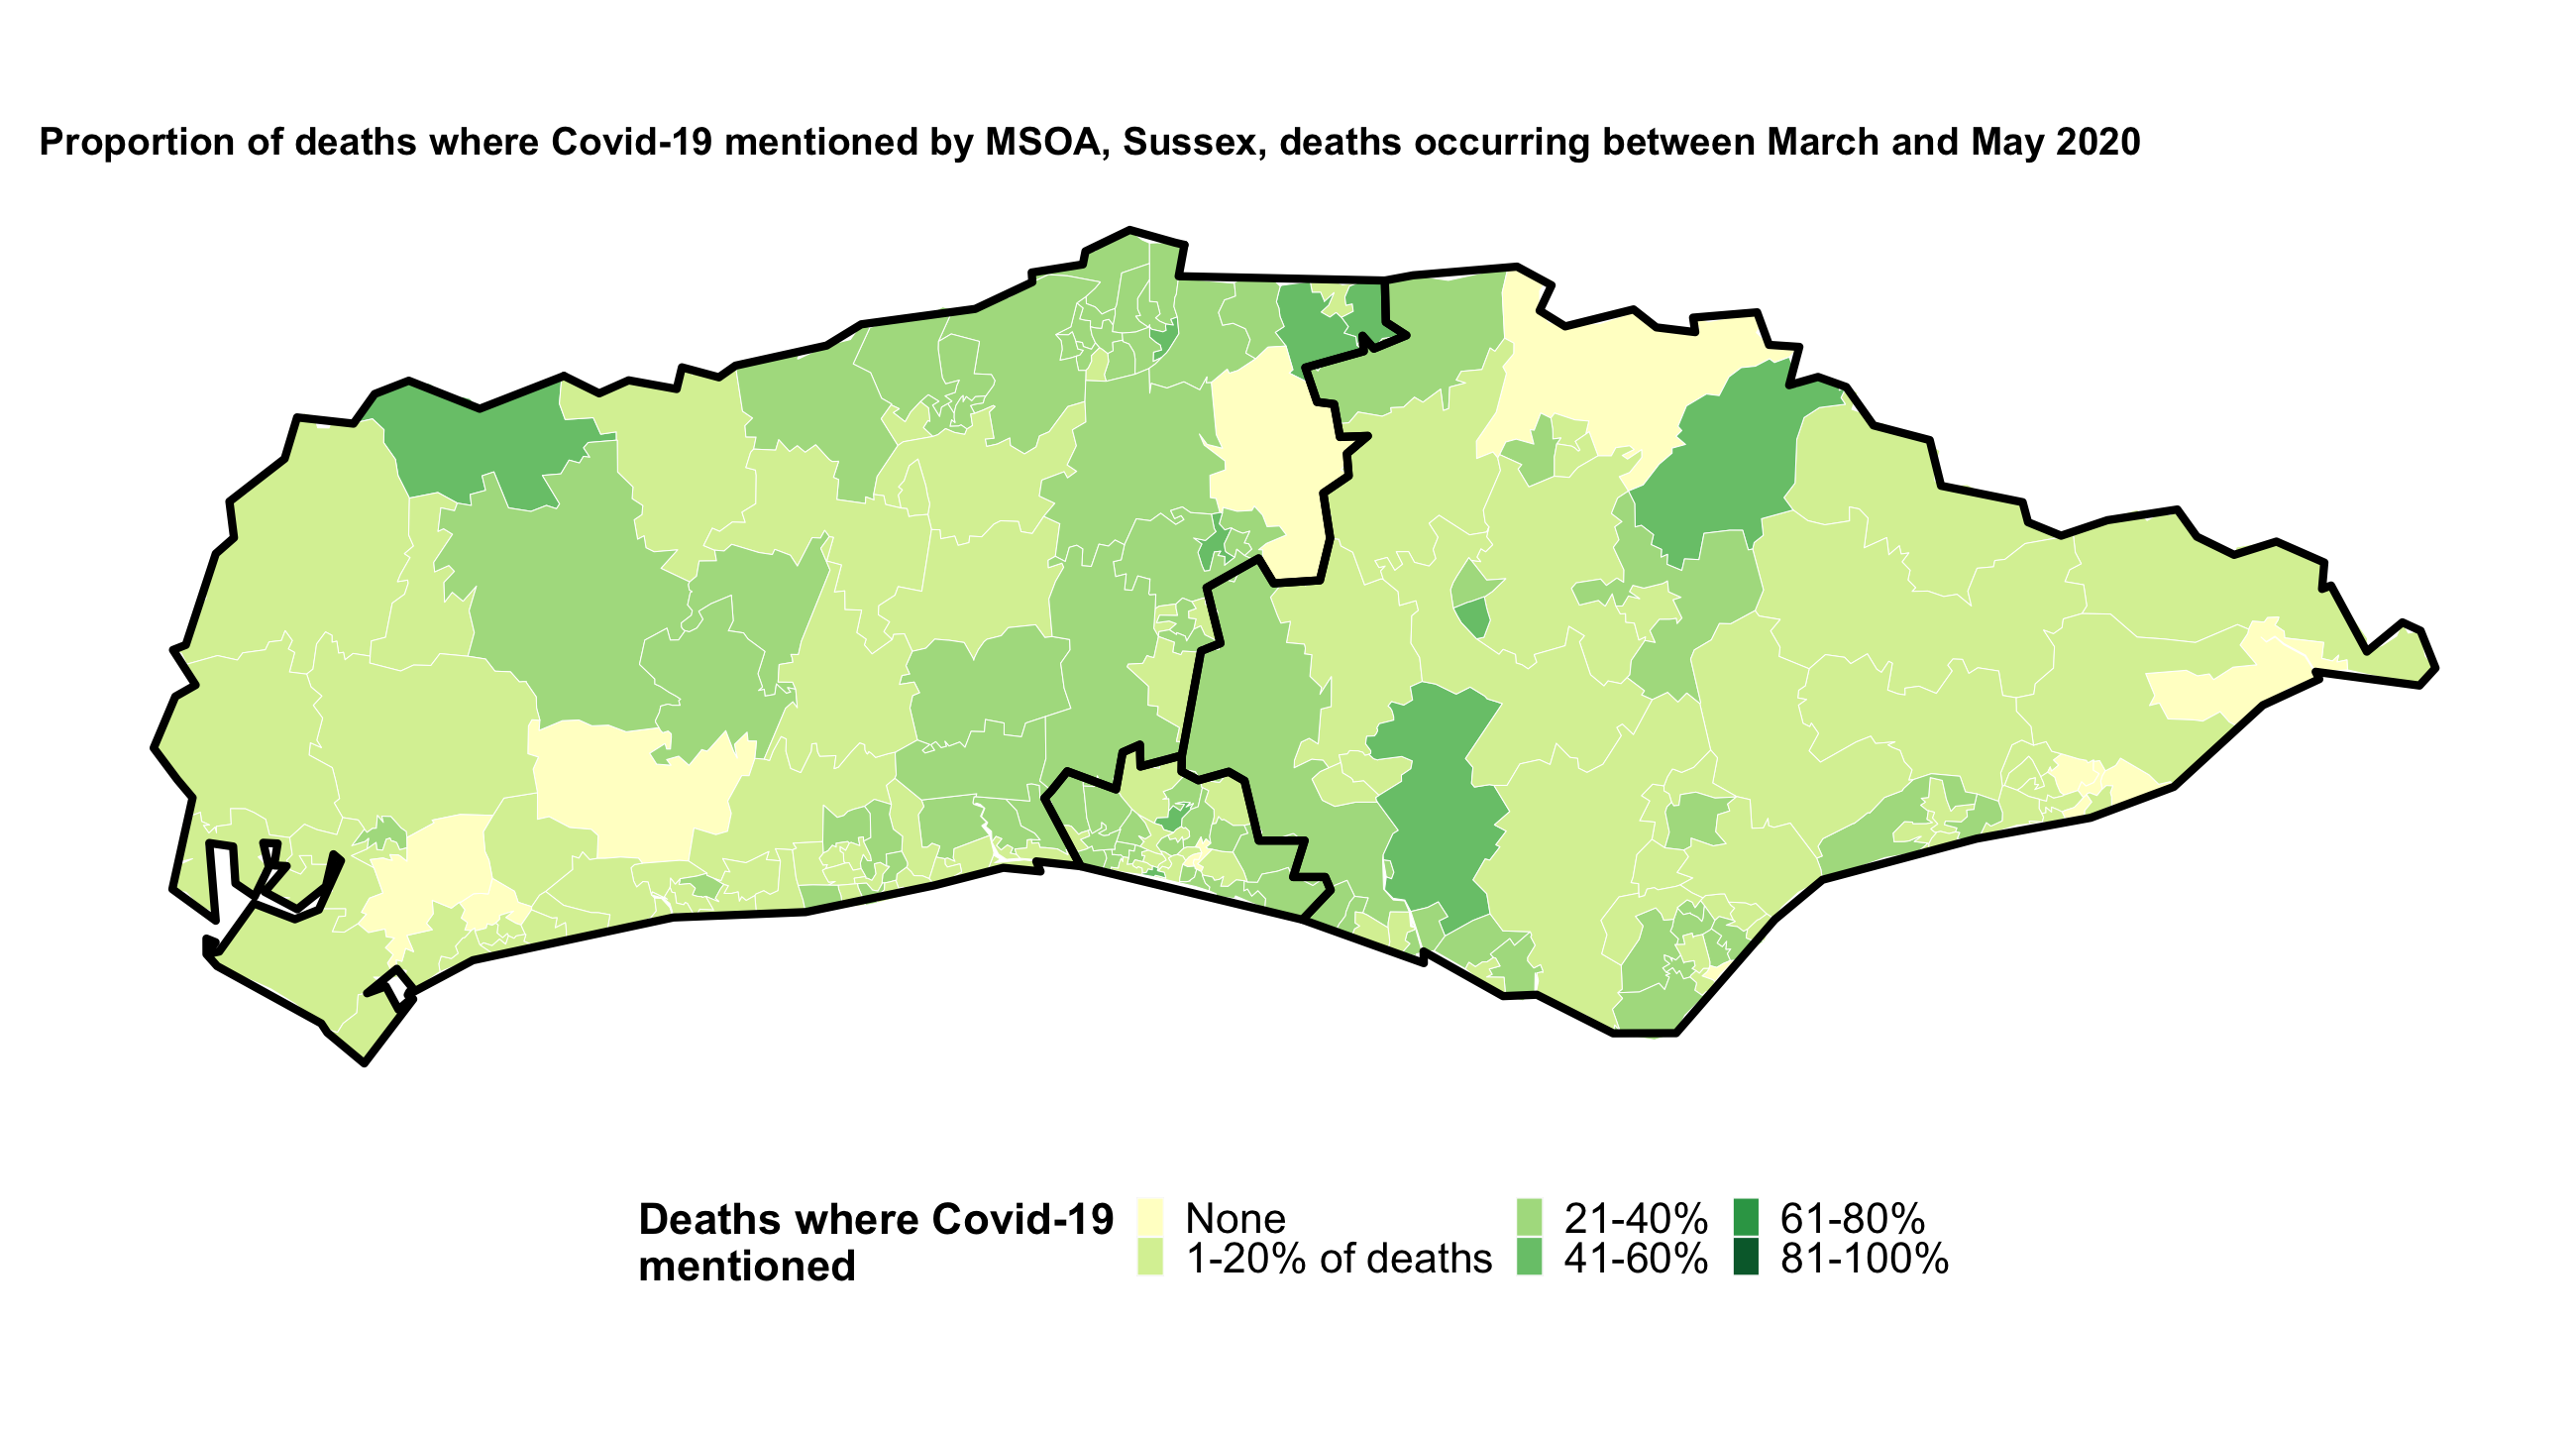 Proportion of deaths where Covid-19 mentioned by MSOA, Sussex, deaths occurring between March and May 2020
Deaths where Covid-19
mentioned
None
1-20% of deaths
21-40%
41-60%
61-80%
81-100%